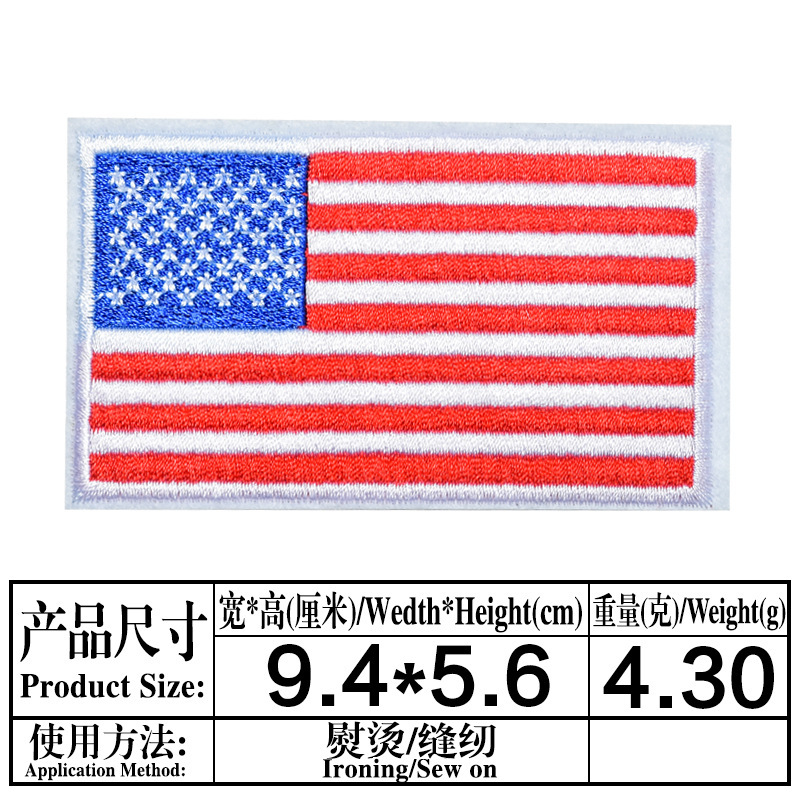 产品尺寸
Product Size:
宽*高(厘米)/Wedth*Height(cm)
重量(克)/Weight(g)
9.4*5.6
4.30
使用方法:
Application Method:
熨烫/缝纫
Ironing/Sew on